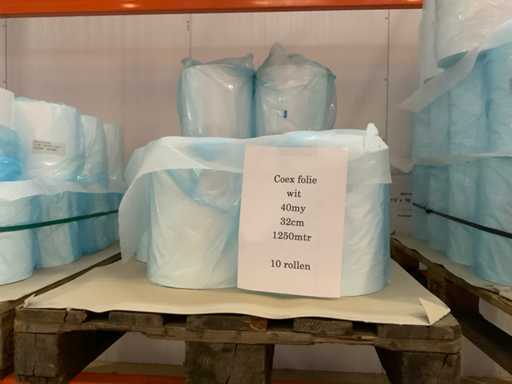 Coex folie
wit
40my
32cm
1250mtr
10 rollen